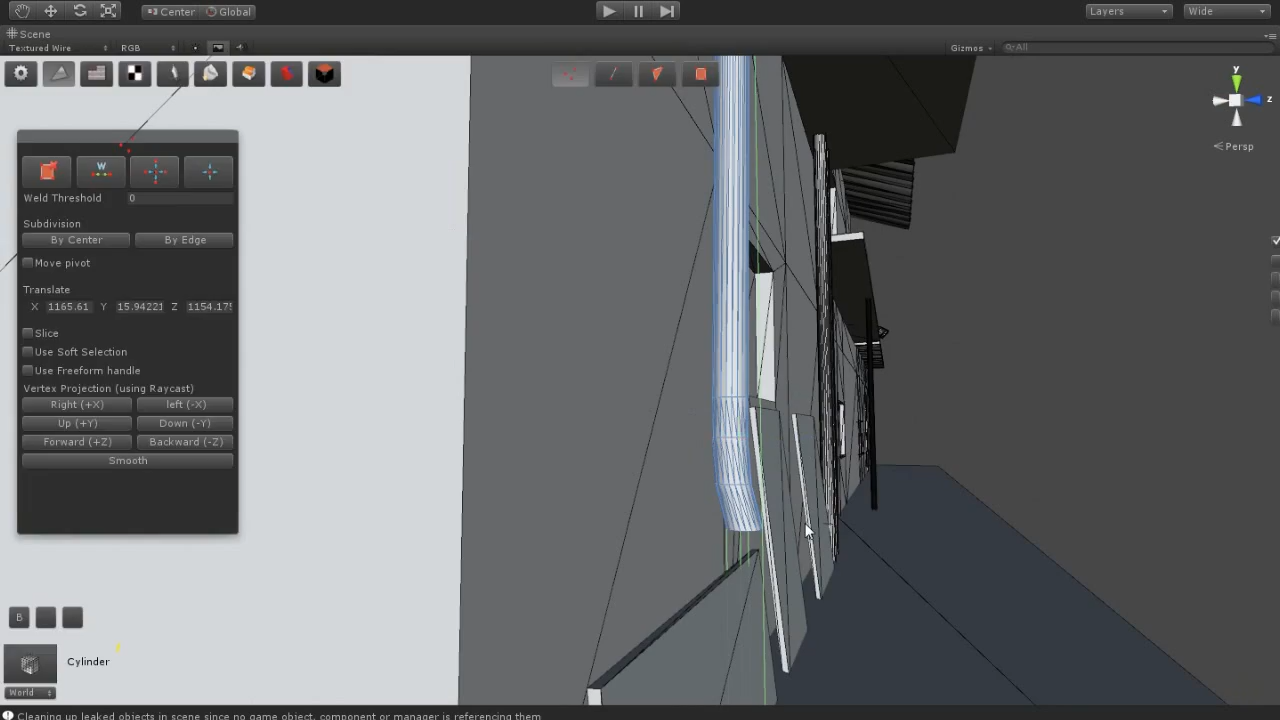 Center Global Layers Wide
Scene
Textured Wire RGB Gizmos All
y
z
Persp
W
Weld Threshold 0
Subdivision
By Center By Edge
Move pivot
Translate
X 1165.61 Y 15.94221 Z 1154.175
Slice
Use Soft Selection
Use Freeform handle
Vertex Projection (using Raycast)
Right (+X) left (-X)
Up (+Y) Down (-Y)
Forward (+Z) Backward (-Z)
Smooth
B
Cylinder
World
Cleaning up leaked objects in scene since no game object, component or manager is referencing them